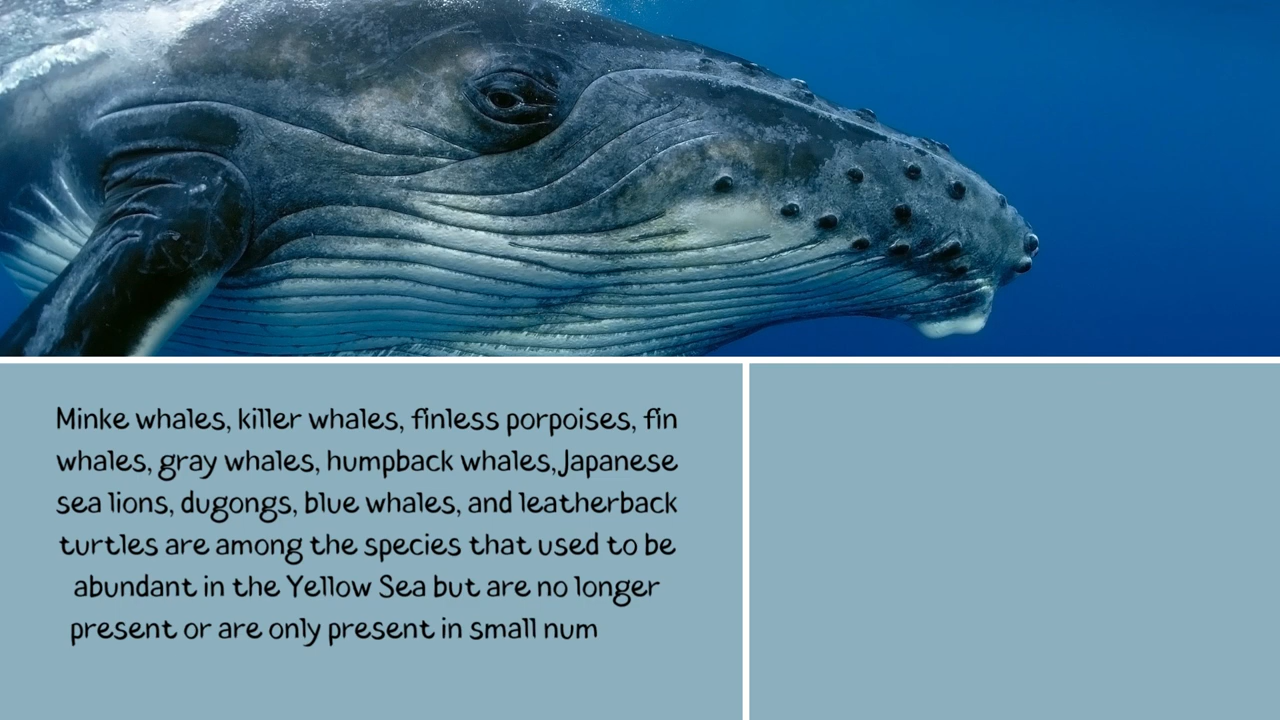 Minke whales, killer whales, finless porpoises, fin
whales, gray whales, humpback whales,Japanese
sea lions, dugongs, blue whales, and leatherback
turtles are among the species that used to be
abundant in the Yellow Sea but are no longer
present or are only present in small num